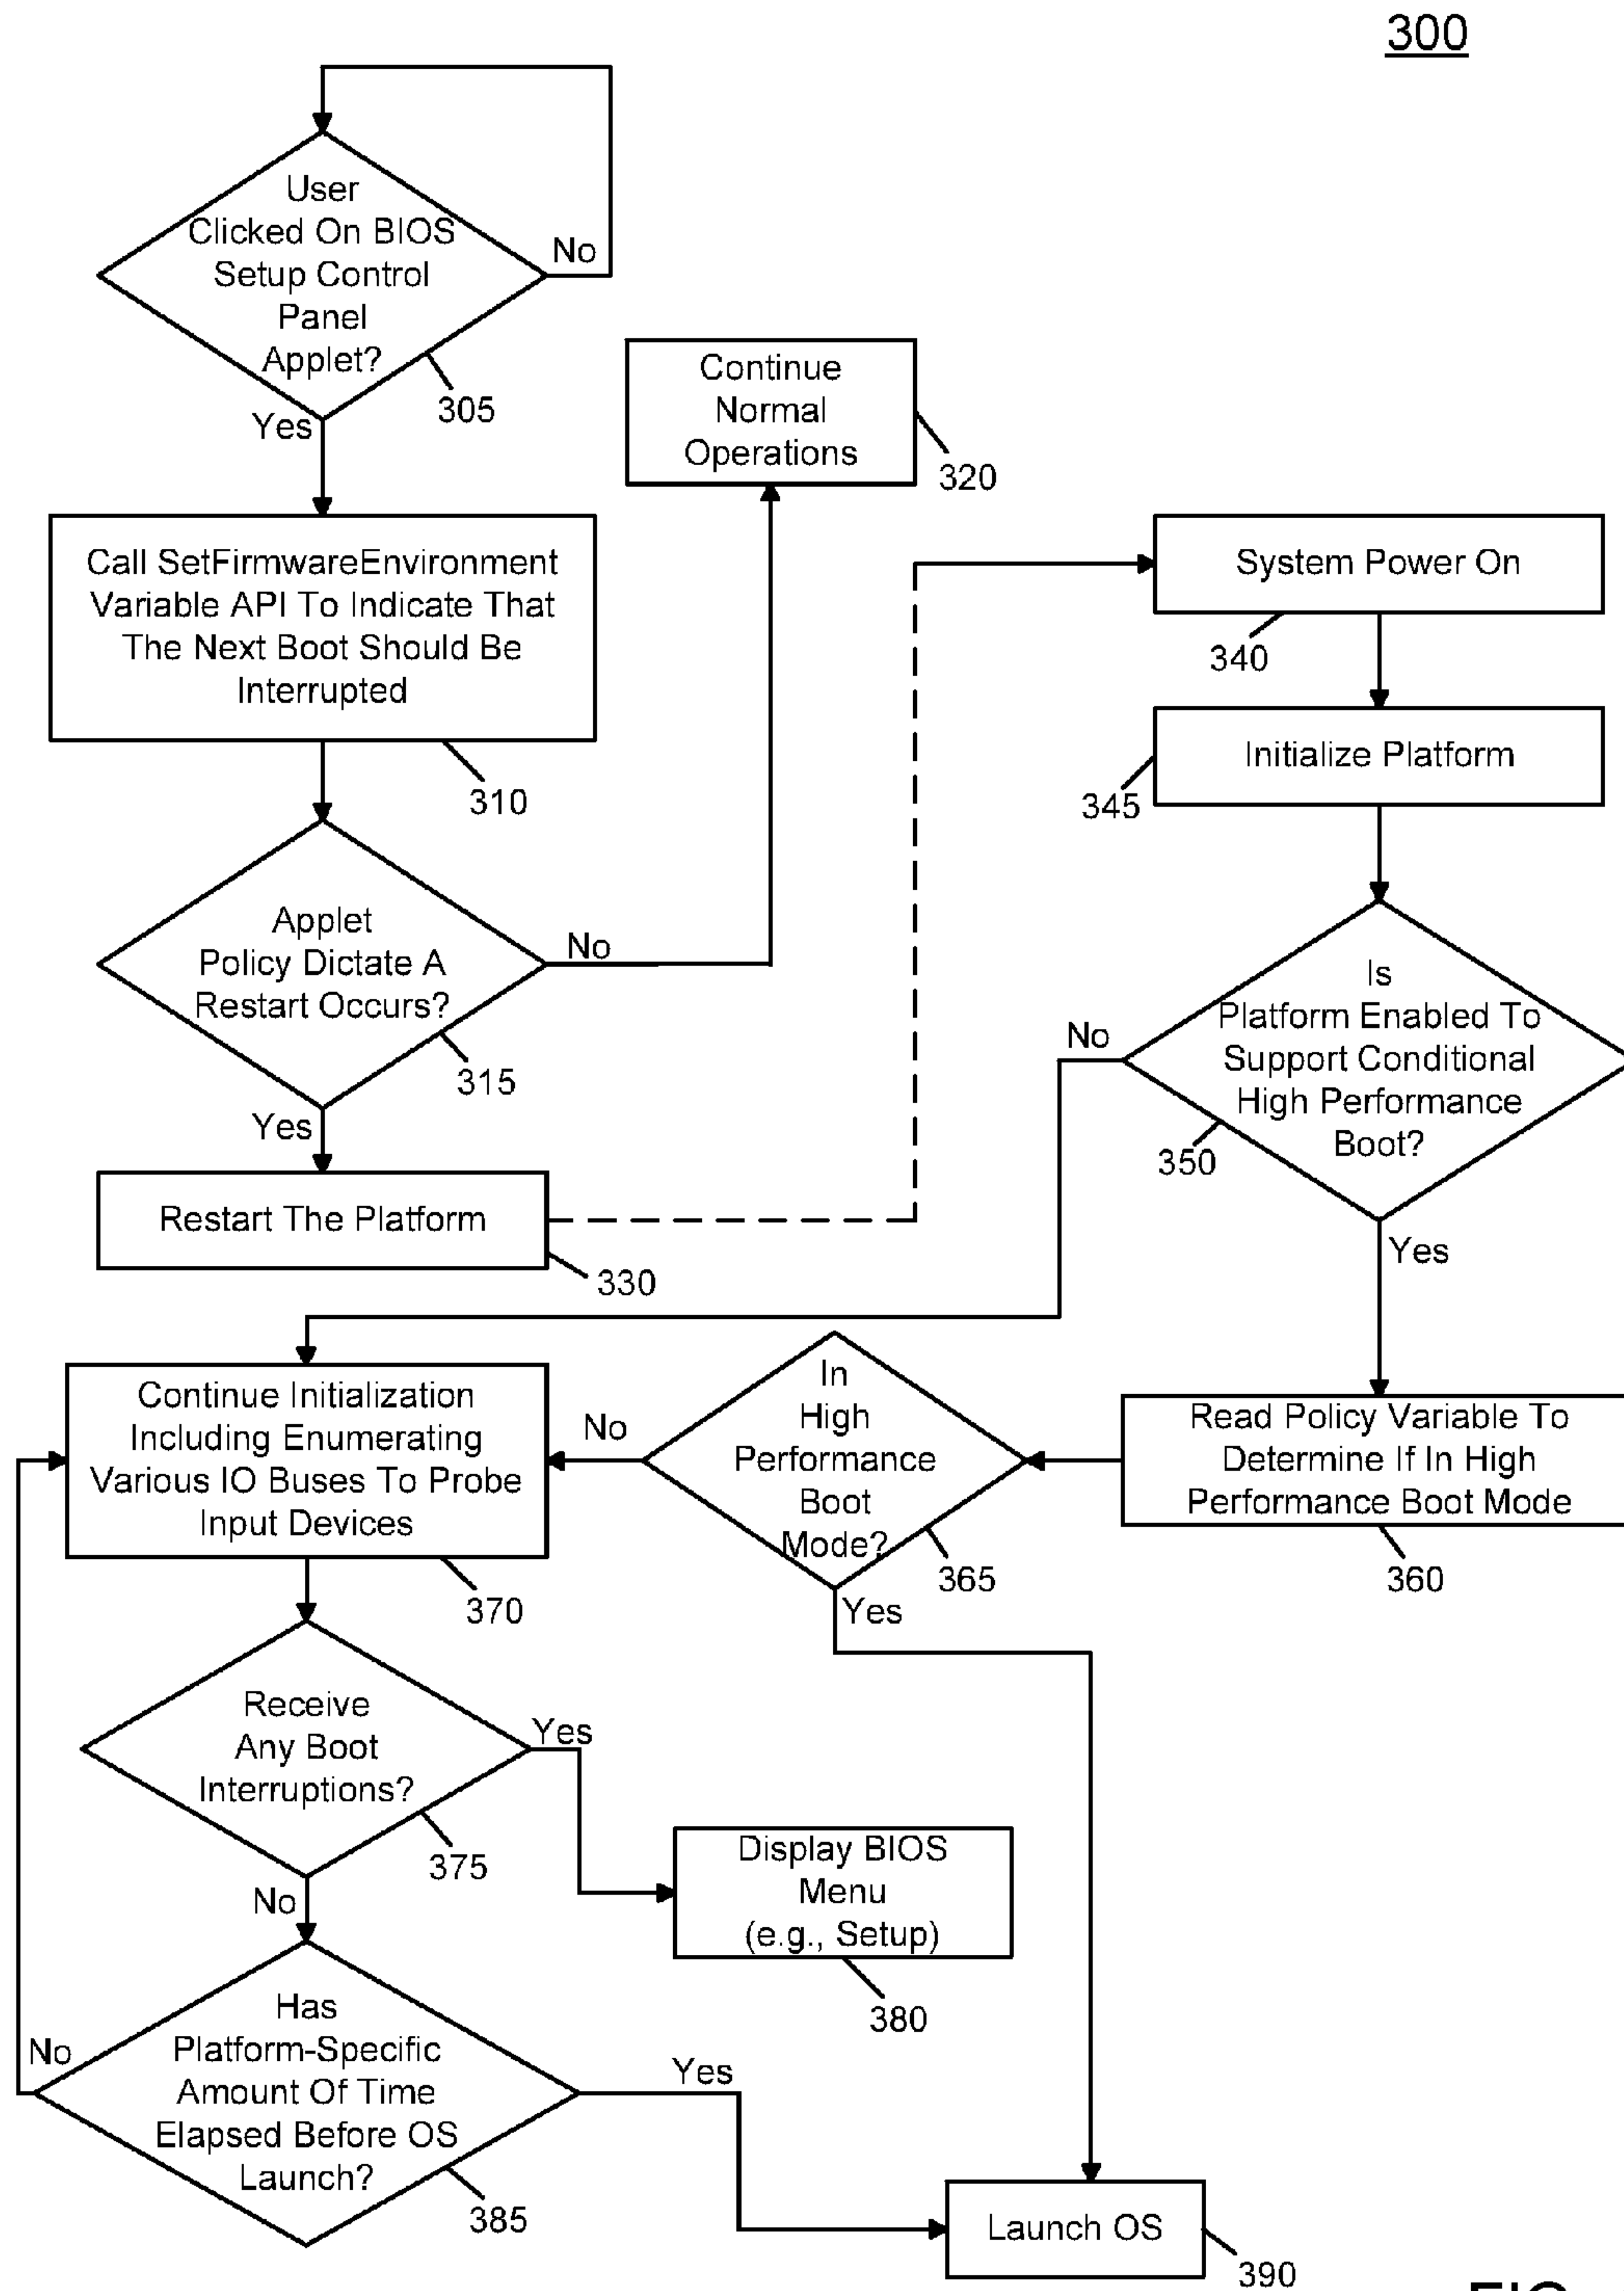 300
User
Clicked On BIOS
Setup Control
Panel
Applet?
No
305
Yes
Continue
Normal
Operations
320
Call SetFirmwareEnvironment
Variable API To Indicate That
The Next Boot Should Be
Interrupted
310
Applet
Policy Dictate A
Restart Occurs?
No
315
Yes
Restart The Platform
330
System Power On
340
Initialize Platform
345
Is
Platform Enabled To
Support Conditional
High Performance
Boot?
No
350
Yes
Read Policy Variable To
Determine If In High
Performance Boot Mode
360
In
High
Performance
Boot
Mode?
No
365
Yes
Continue Initialization
Including Enumerating
Various IO Buses To Probe
Input Devices
370
Receive
Any Boot
Interruptions?
Yes
375
No
Display BIOS
Menu
(e.g., Setup)
380
Has
Platform-Specific
Amount Of Time
Elapsed Before OS
Launch?
No
Yes
385
Launch OS
390